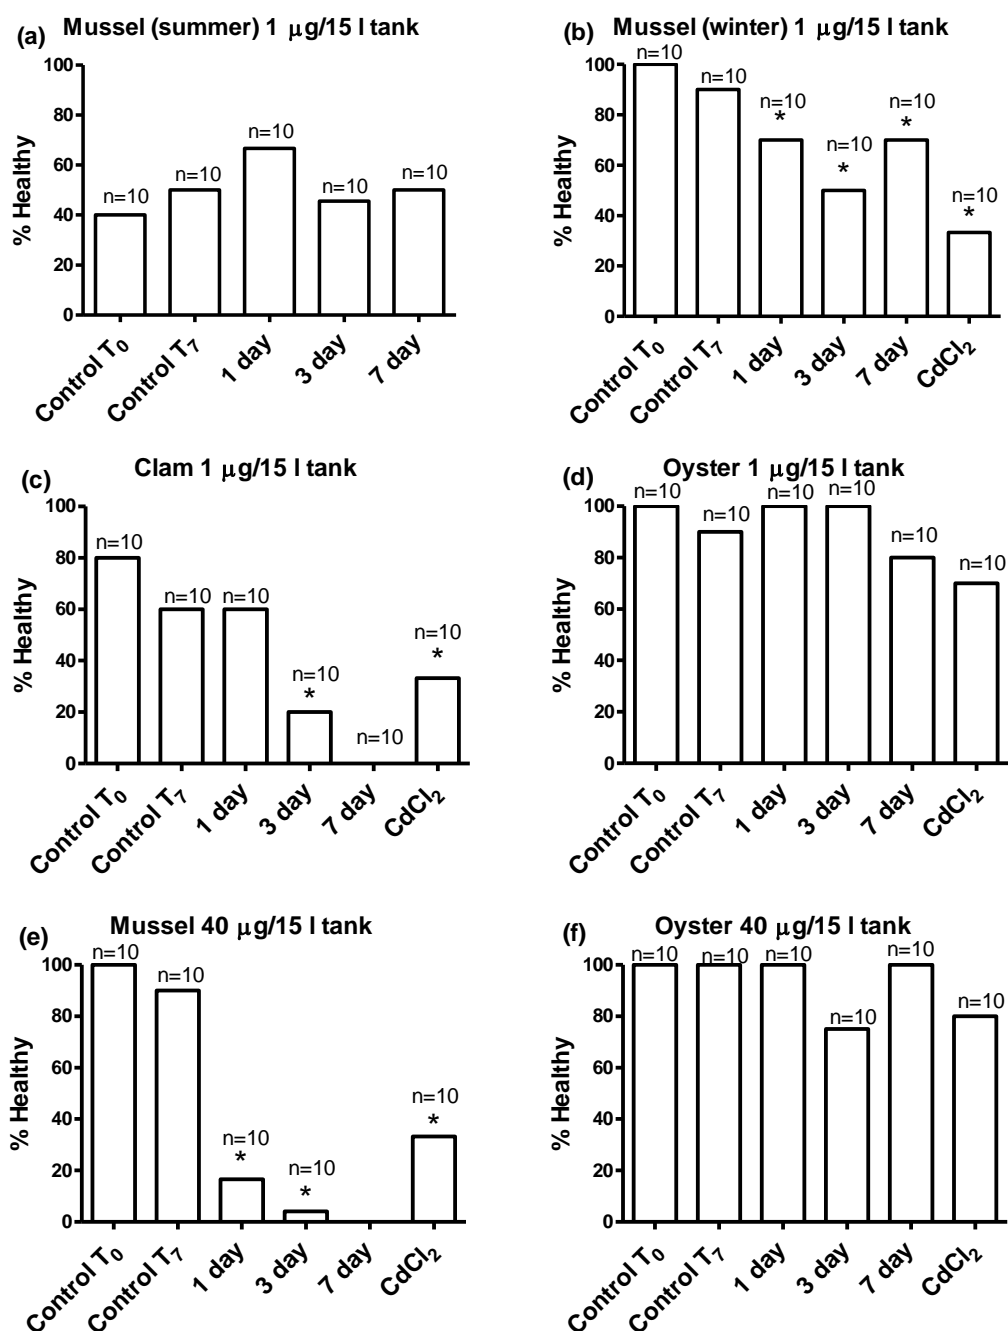 (a) Mussel (summer) 1 μg/15 l tank
% Healthy
100
80
60
40
20
0
n=10 n=10 n=10 n=10 n=10
Control T0 Control T7 1 day 3 day 7 day
(b) Mussel (winter) 1 μg/15 l tank
% Healthy
100
80
60
40
20
0
n=10 n=10 n=10 n=10 n=10 n=10
* * * *
Control T0 Control T7 1 day 3 day 7 day CdCl2
(c) Clam 1 μg/15 l tank
% Healthy
100
80
60
40
20
0
n=10 n=10 n=10 n=10 n=10 n=10
* *
Control T0 Control T7 1 day 3 day 7 day CdCl2
(d) Oyster 1 μg/15 l tank
% Healthy
100
80
60
40
20
0
n=10 n=10 n=10 n=10 n=10 n=10
Control T0 Control T7 1 day 3 day 7 day CdCl2
(e) Mussel 40 μg/15 l tank
% Healthy
100
80
60
40
20
0
n=10 n=10 n=10 n=10 n=10
* * *
Control T0 Control T7 1 day 3 day 7 day CdCl2
(f) Oyster 40 μg/15 l tank
% Healthy
100
80
60
40
20
0
n=10 n=10 n=10 n=10 n=10 n=10
Control T0 Control T7 1 day 3 day 7 day CdCl2